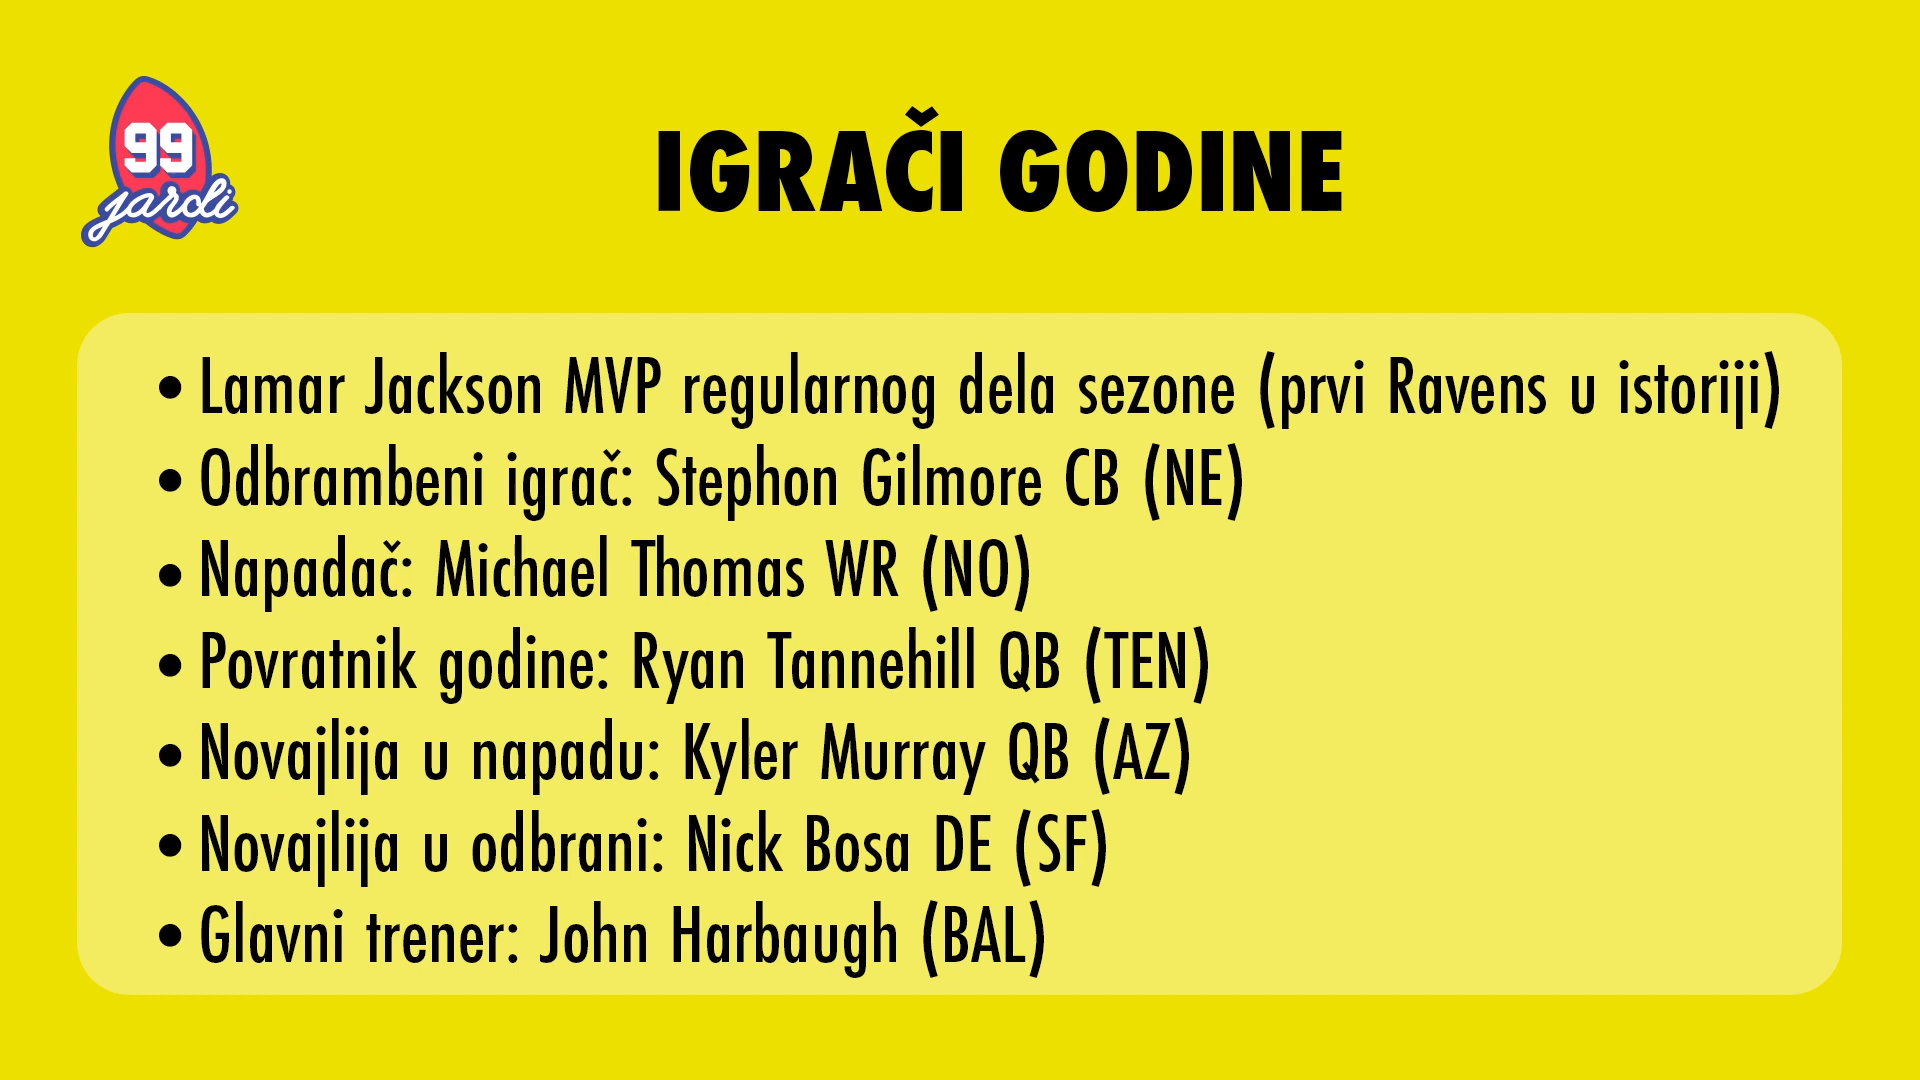 99
jardi
IGRAČI GODINE
• Lamar Jackson MVP regularnog dela sezone (prvi Ravens u istoriji)
• Odbrambeni igrač: Stephon Gilmore CB (NE)
• Napadač: Michael Thomas WR (NO)
• Povratnik godine: Ryan Tannehill QB (TEN)
• Novajlija u napadu: Kyler Murray QB (AZ)
• Novajlija u odbrani: Nick Bosa DE (SF)
• Glavni trener: John Harbaugh (BAL)